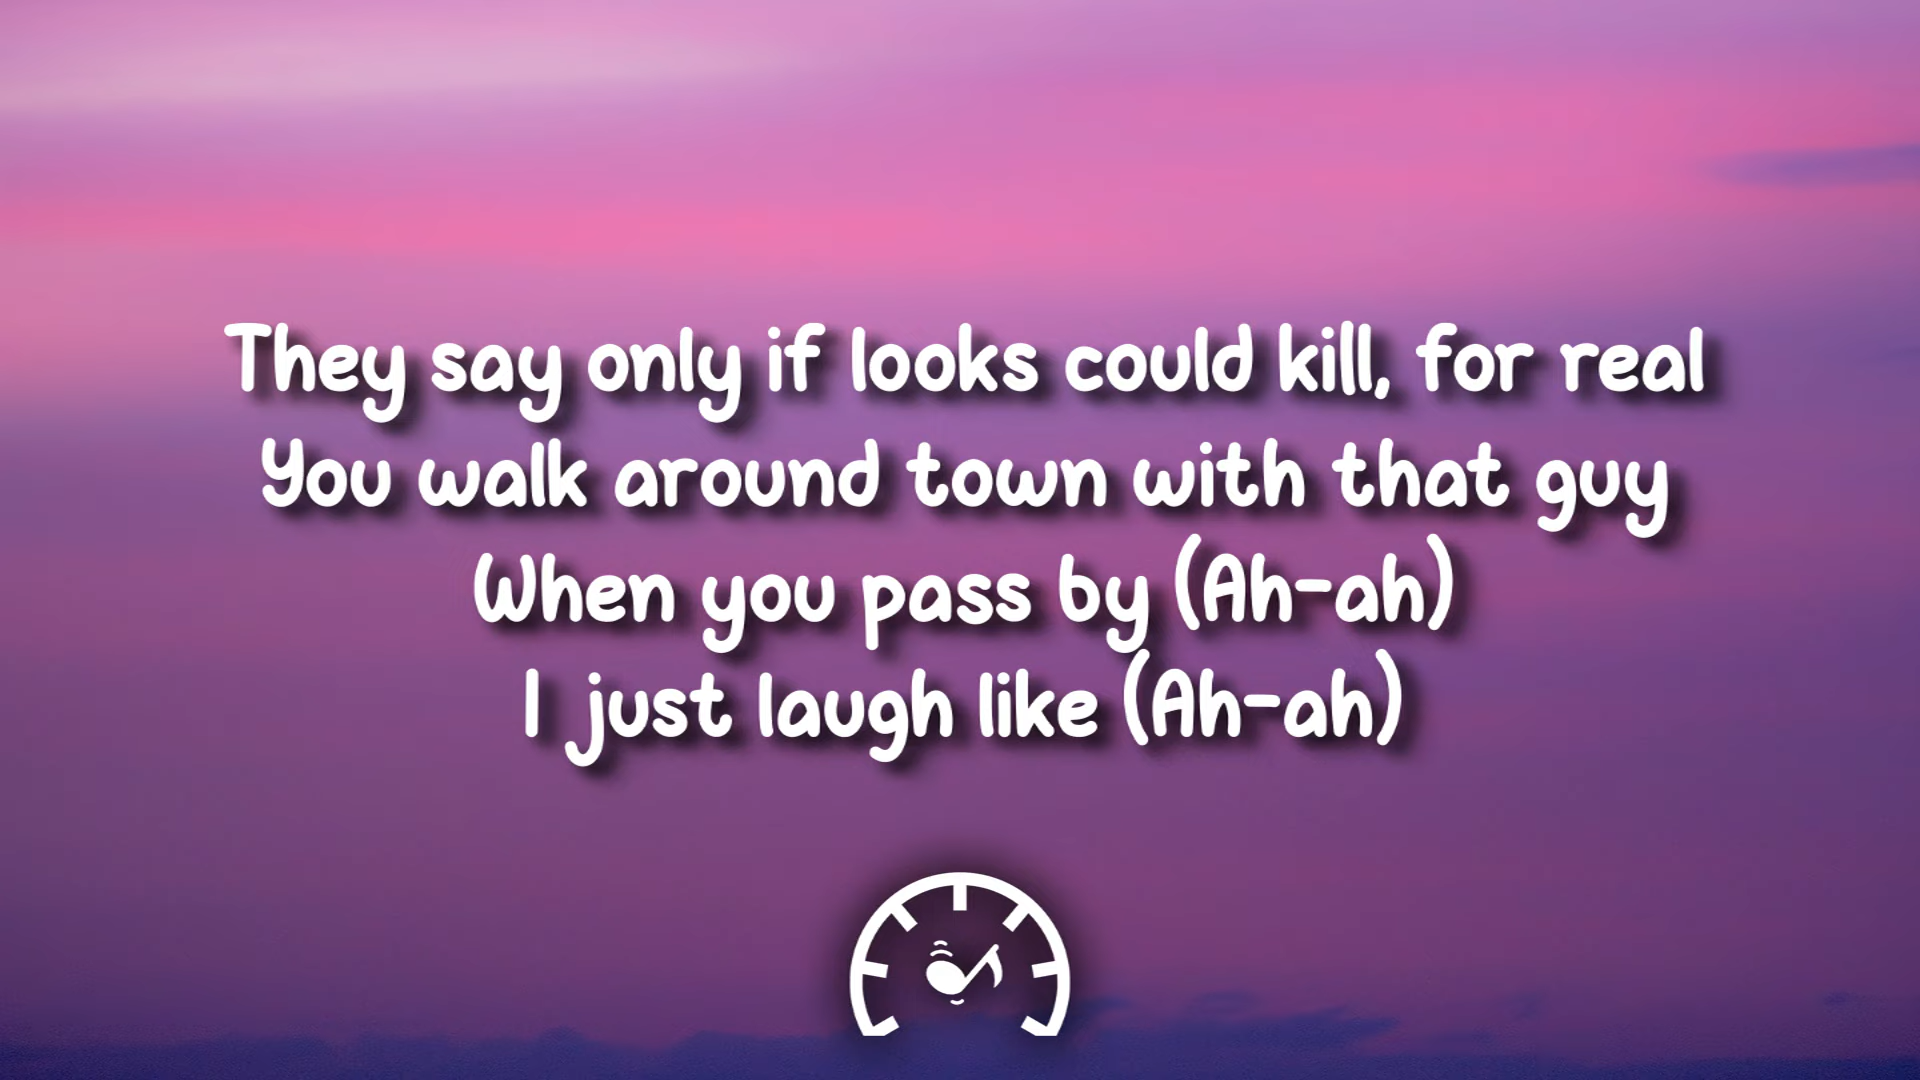 They say only if looks could kill, for real
You walk around town with that guy
When you pass by (Ah-ah)
I just laugh like (Ah-ah)